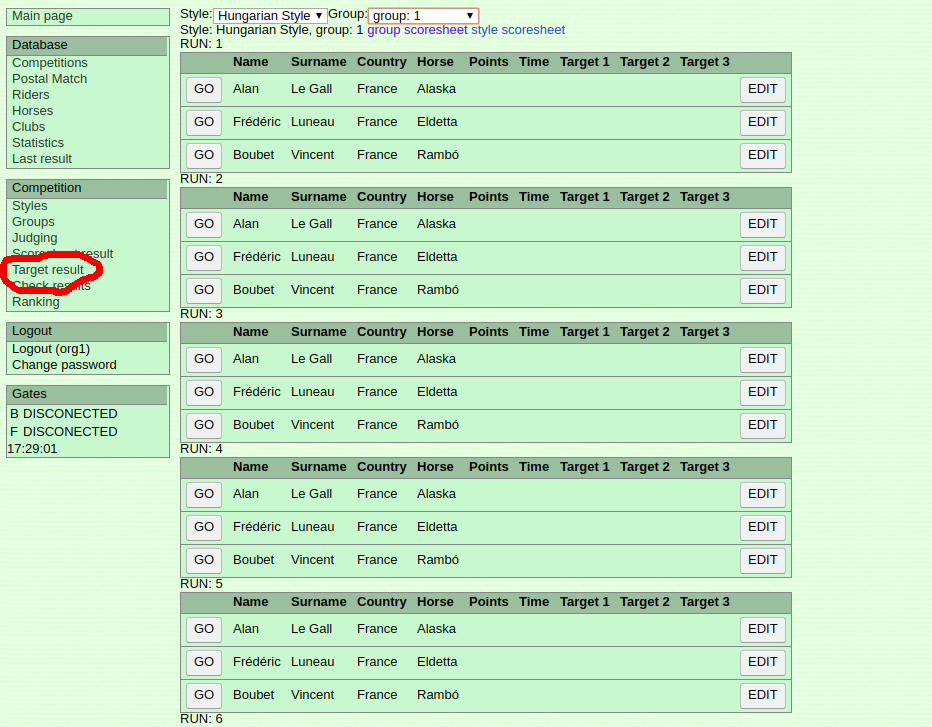 Main page
Database
Competitions
Postal Match
Riders
Horses
Clubs
Statistics
Last result
Competition
Styles
Groups
Judging
Scoresheet result
Target result
Check results
Ranking
Logout
Logout (org1)
Change password
Gates
B DISCONECTED
F DISCONECTED
17:29:01
Style: Hungarian Style Group: group: 1
Style: Hungarian Style, group: 1 group scoresheet style scoresheet
RUN: 1
Name Surname Country Horse Points Time Target 1 Target 2 Target 3
GO Alan Le Gall France Alaska EDIT
GO Frédéric Luneau France Eldetta EDIT
GO Boubet Vincent France Rambó EDIT
RUN: 2
Name Surname Country Horse Points Time Target 1 Target 2 Target 3
GO Alan Le Gall France Alaska EDIT
GO Frédéric Luneau France Eldetta EDIT
GO Boubet Vincent France Rambó EDIT
RUN: 3
Name Surname Country Horse Points Time Target 1 Target 2 Target 3
GO Alan Le Gall France Alaska EDIT
GO Frédéric Luneau France Eldetta EDIT
GO Boubet Vincent France Rambó EDIT
RUN: 4
Name Surname Country Horse Points Time Target 1 Target 2 Target 3
GO Alan Le Gall France Alaska EDIT
GO Frédéric Luneau France Eldetta EDIT
GO Boubet Vincent France Rambó EDIT
RUN: 5
Name Surname Country Horse Points Time Target 1 Target 2 Target 3
GO Alan Le Gall France Alaska EDIT
GO Frédéric Luneau France Eldetta EDIT
GO Boubet Vincent France Rambó EDIT
RUN: 6